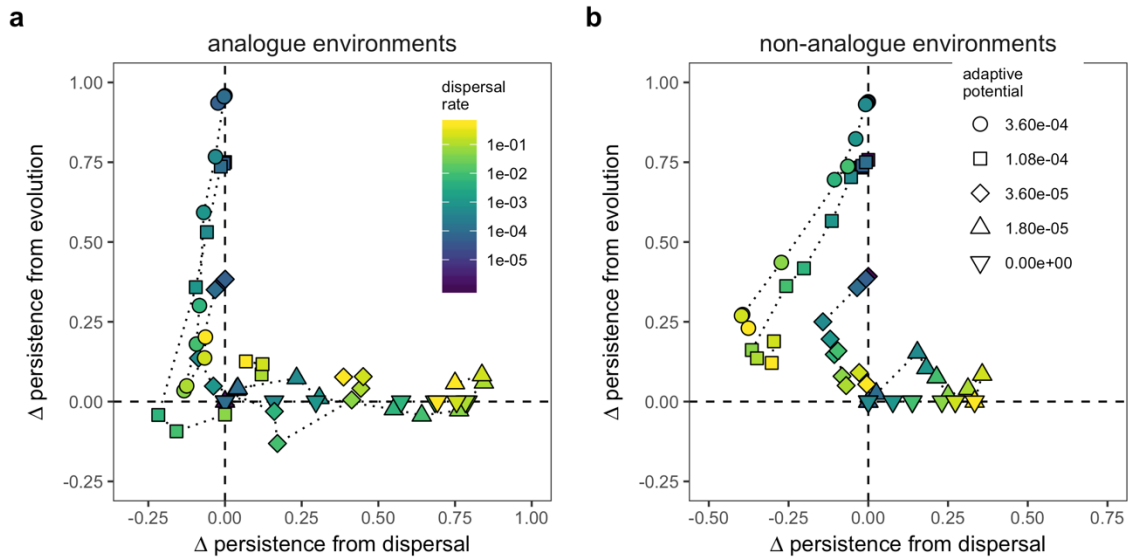 a
analogue environments
Δ persistence from evolution
1.00
0.75
0.50
0.25
0.00
-0.25
dispersal
rate
1e-01
1e-02
1e-03
1e-04
1e-05
-0.25
0.00
0.25
0.50
0.75
1.00
Δ persistence from dispersal
b
non-analogue environments
Δ persistence from evolution
1.00
0.75
0.50
0.25
0.00
-0.25
adaptive
potential
3.60e-04
1.08e-04
3.60e-05
1.80e-05
0.00e+00
-0.50
-0.25
0.00
0.25
0.50
0.75
Δ persistence from dispersal